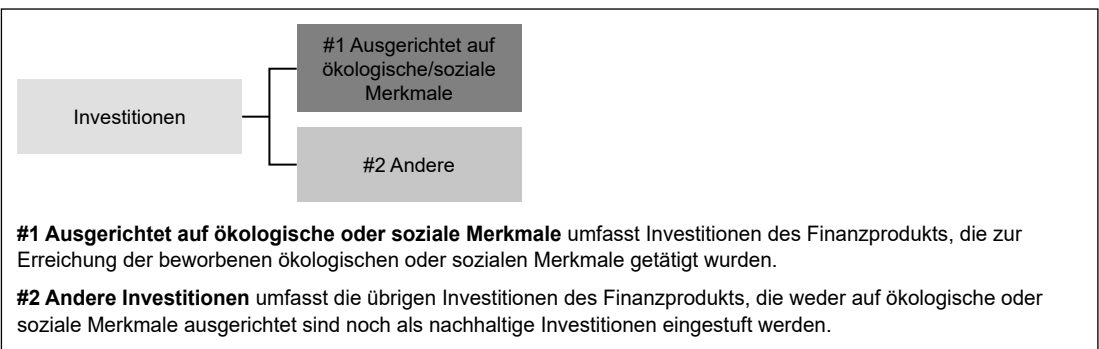 #1 Ausgerichtet auf
ökologische/soziale
Merkmale
Investitionen
#2 Andere
#1 Ausgerichtet auf ökologische oder soziale Merkmale umfasst Investitionen des Finanzprodukts, die zur
Erreichung der beworbenen ökologischen oder sozialen Merkmale getätigt wurden.
#2 Andere Investitionen umfasst die übrigen Investitionen des Finanzprodukts, die weder auf ökologische oder
soziale Merkmale ausgerichtet sind noch als nachhaltige Investitionen eingestuft werden.